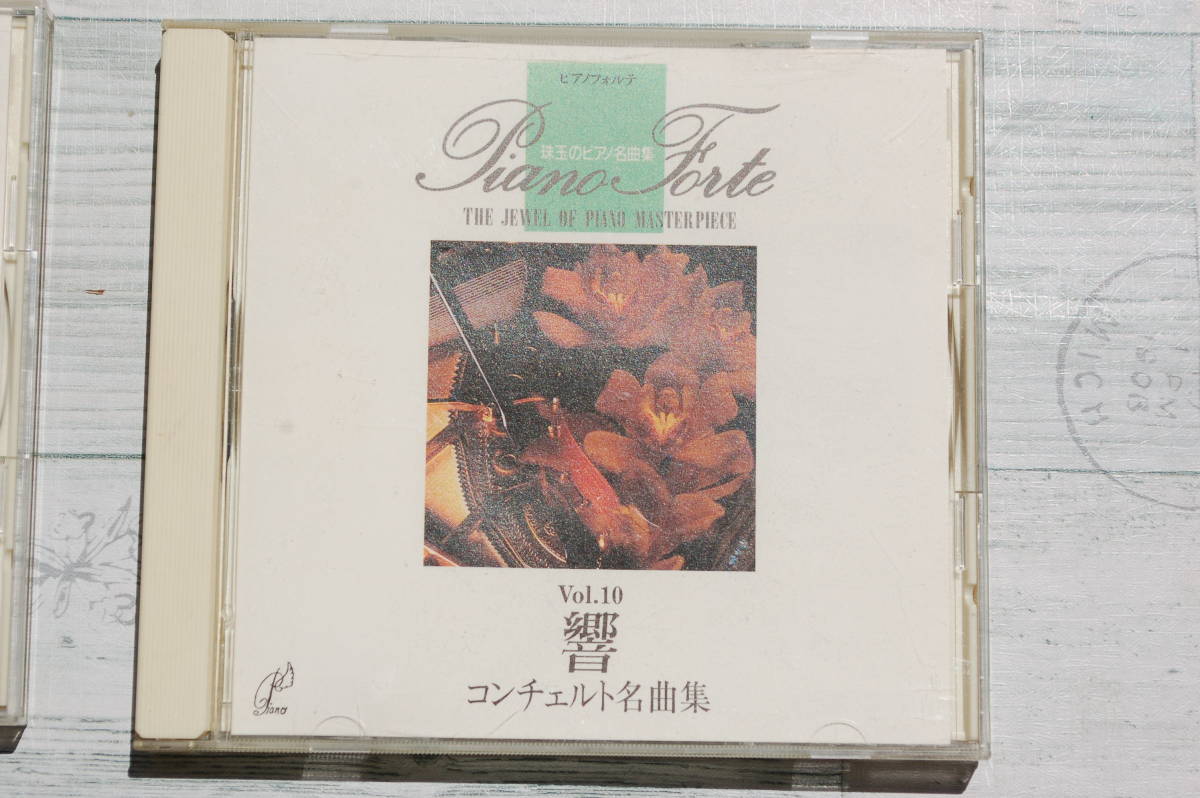 ピアノフォルテ
Piano Forte
珠玉のピアノ名曲集
THE JEWEL OF PIANO MASTERPIECE
Vol.10
響
コンチェルト名曲集
Piano
MICH